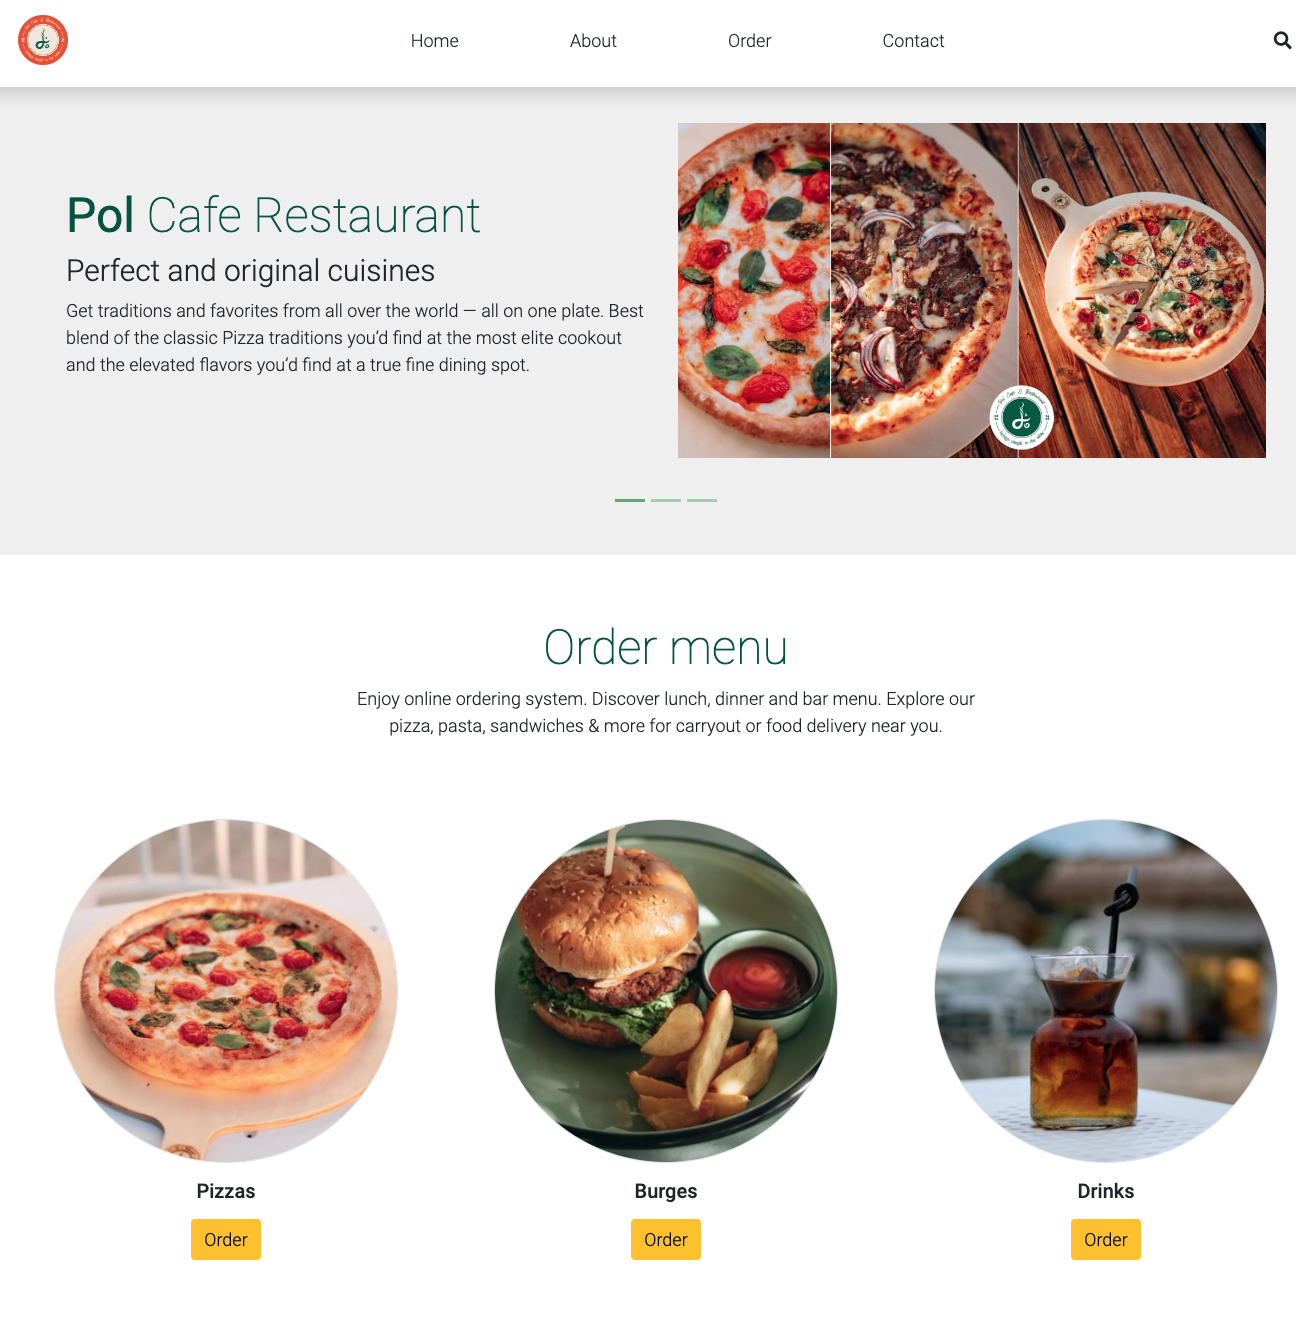 Home About Order Contact
Pol Cafe Restaurant
Perfect and original cuisines
Get traditions and favorites from all over the world — all on one plate. Best
blend of the classic Pizza traditions you’d find at the most elite cookout
and the elevated flavors you’d find at a true fine dining spot.
Order menu
Enjoy online ordering system. Discover lunch, dinner and bar menu. Explore our
pizza, pasta, sandwiches & more for carryout or food delivery near you.
Pizzas
Burges
Drinks
Order
Order
Order